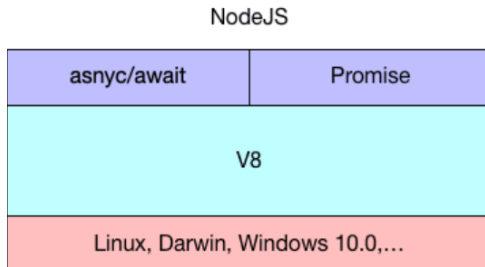 NodeJS
asnyc/await
Promise
V8
Linux, Darwin, Windows 10.0,...